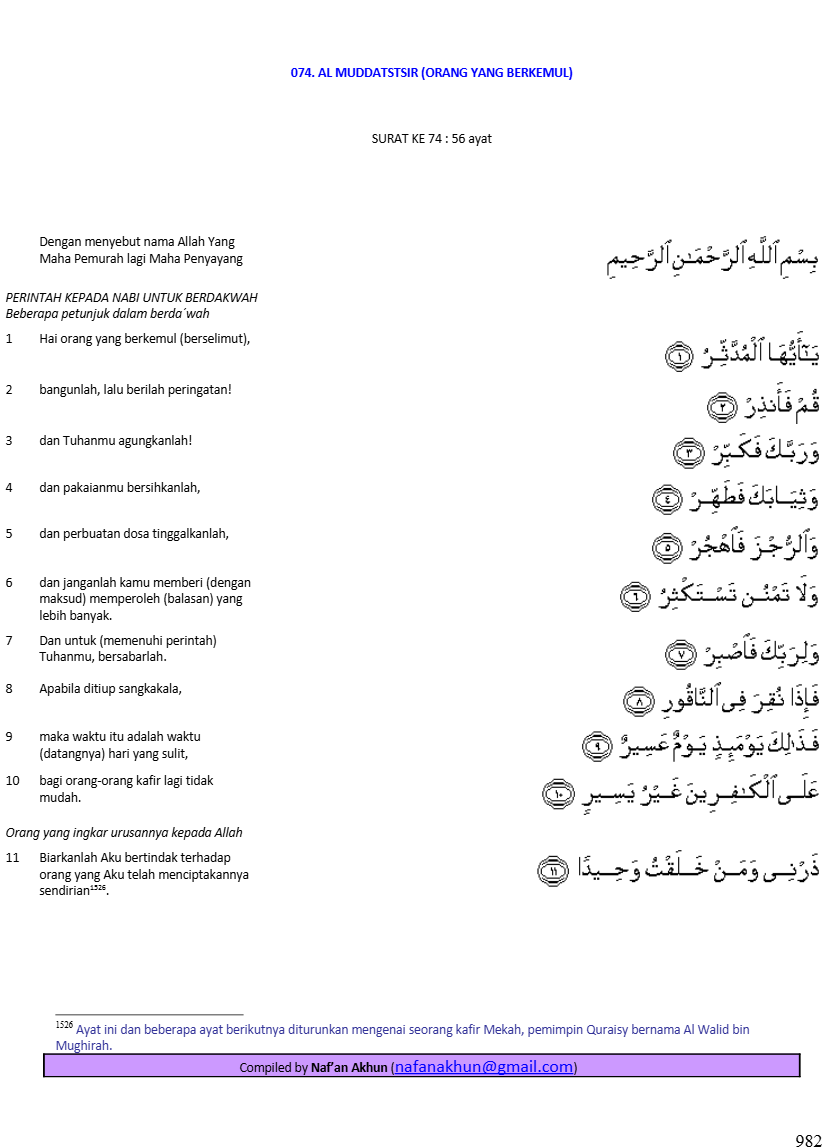 074. AL MUDDATSTSIR (ORANG YANG BERKEMUL)
SURAT KE 74 : 56 ayat
Dengan menyebut nama Allah Yang
Maha Pemurah lagi Maha Penyayang
بِسْمِ ٱللَّهِ ٱلرَّحْمَـٰنِ ٱلرَّحِيمِ
PERINTAH KEPADA NABI UNTUK BERDAKWAH
Beberapa petunjuk dalam berda´wah
1 Hai orang yang berkemul (berselimut),
يَـٰٓأَيُّهَا ٱلْمُدَّثِّرُ ١
2 bangunlah, lalu berilah peringatan!
قُمْ فَأَنذِرْ ٢
3 dan Tuhanmu agungkanlah!
وَرَبَّكَ فَكَبِّرْ ٣
4 dan pakaianmu bersihkanlah,
وَثِيَابَكَ فَطَهِّرْ ٤
5 dan perbuatan dosa tinggalkanlah,
وَٱلرُّجْزَ فَٱهْجُرْ ٥
6 dan janganlah kamu memberi (dengan
maksud) memperoleh (balasan) yang
lebih banyak.
وَلَا تَمْنُن تَسْتَكْثِرُ ٦
7 Dan untuk (memenuhi perintah)
Tuhanmu, bersabarlah.
وَلِرَبِّكَ فَٱصْبِرْ ٧
8 Apabila ditiup sangkakala,
فَإِذَا نُقِرَ فِى ٱلنَّاقُورِ ٨
9 maka waktu itu adalah waktu
(datangnya) hari yang sulit,
فَذَٰلِكَ يَوْمَئِذٍ يَوْمٌ عَسِيرٌ ٩
10 bagi orang-orang kafir lagi tidak
mudah.
عَلَى ٱلْكَـٰفِرِينَ غَيْرُ يَسِيرٍ ١٠
Orang yang ingkar urusannya kepada Allah
11 Biarkanlah Aku bertindak terhadap
orang yang Aku telah menciptakannya
sendirian¹⁵²⁶.
ذَرْنِى وَمَنْ خَلَقْتُ وَحِيدًا ١١
1526 Ayat ini dan beberapa ayat berikutnya diturunkan mengenai seorang kafir Mekah, pemimpin Quraisy bernama Al Walid bin
Mughirah.
Compiled by Naf’an Akhun (nafanakhun@gmail.com)
982